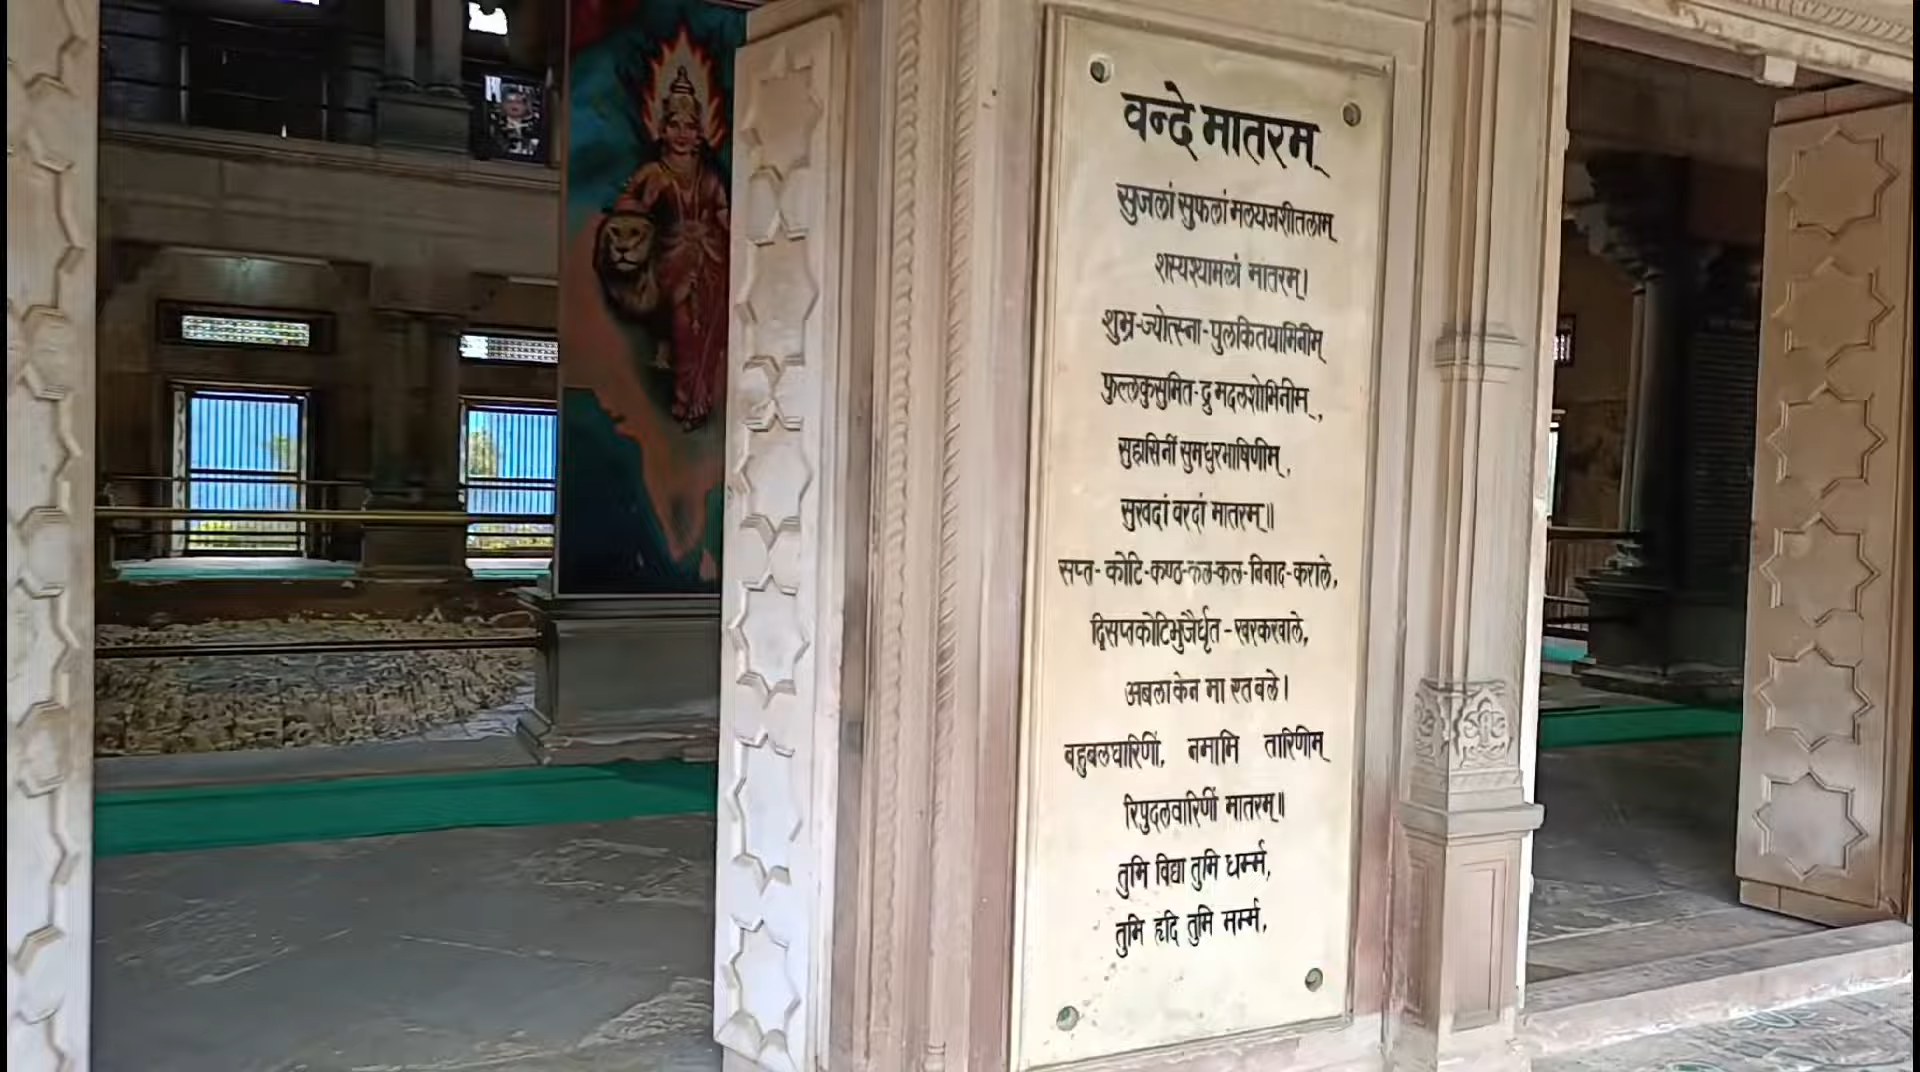 वन्दे मातरम्
सुजलां सुफलां मलयजशीतलाम्
शस्यश्यामलां मातरम्।
शुभ्र-ज्योत्स्ना-पुलकितयामिनीम्
फुल्लकुसुमित-द्रुमदलशोभिनीम्,
सुहासिनीं सुमधुरभाषिणीम्,
सुखदां वरदां मातरम्॥
सप्त-कोटि-कण्ठ-कल-कल-निनाद-कराले,
द्विसप्तकोटिभुजैर्धृत-खरकरवाले,
अबला केन मा एत बले।
बहुबलधारिणीं, नमामि तारिणीम्
रिपुदलवारिणीं मातरम्॥
तुमि विद्या तुमि धर्म्म,
तुमि हृदि तुमि मर्म्म,